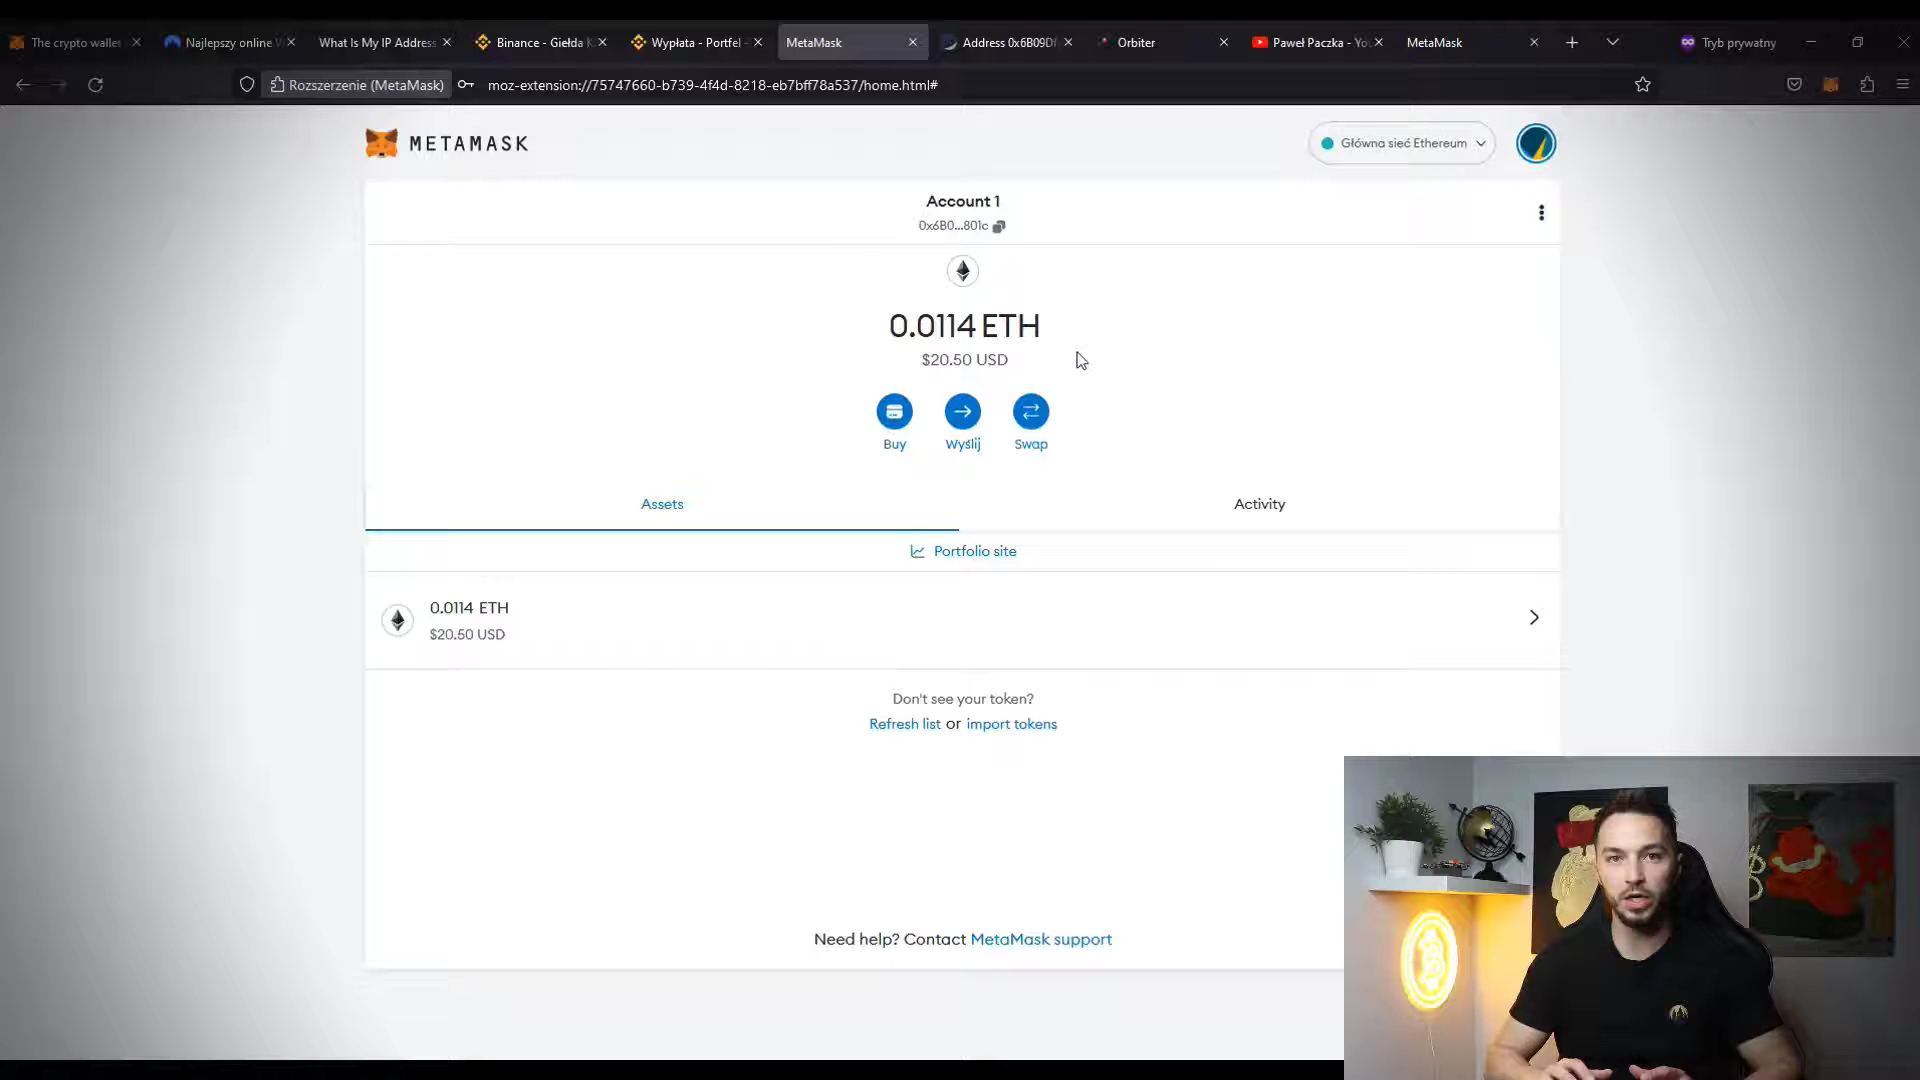 The crypto wallet
Najlepszy online
What Is My IP Address
Binance - Giełda K
Wypłata - Portfel -
MetaMask
Address 0x6B09Df
Orbiter
Paweł Paczka - You
MetaMask
Tryb prywatny
Rozszerzenie (MetaMask)
moz-extension://75747660-b739-4f4d-8218-eb7bff78a537/home.html#
METAMASK
Główna sieć Ethereum
Account 1
0x6B0...801c
0.0114 ETH
$20.50 USD
Buy
Wyślij
Swap
Assets
Activity
Portfolio site
0.0114 ETH
$20.50 USD
Don't see your token?
Refresh list or import tokens
Need help? Contact MetaMask support